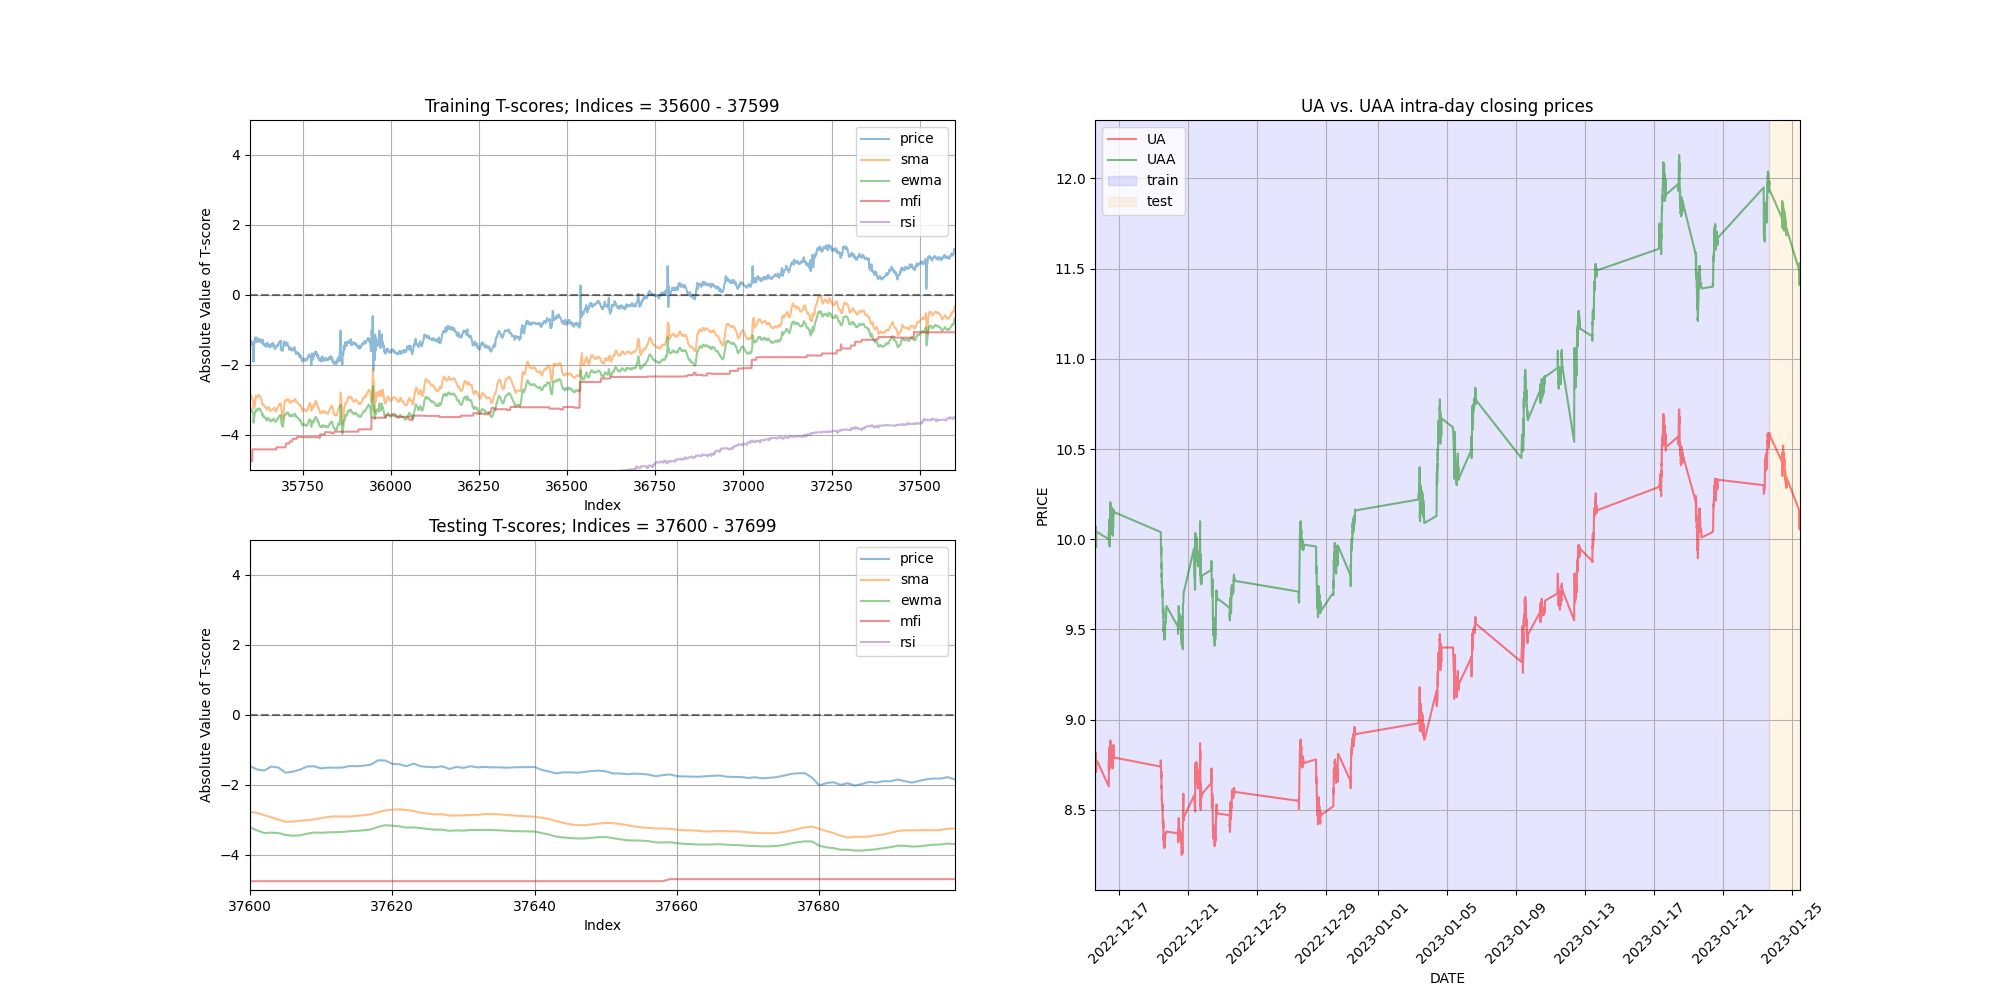 Training T-scores; Indices = 35600 - 37599
Absolute Value of T-score
4
2
0
−2
−4
price
sma
ewma
mfi
rsi
35750 36000 36250 36500 36750 37000 37250 37500
Index
Testing T-scores; Indices = 37600 - 37699
Absolute Value of T-score
4
2
0
−2
−4
price
sma
ewma
mfi
rsi
37600 37620 37640 37660 37680
Index
UA vs. UAA intra-day closing prices
PRICE
12.0
11.5
11.0
10.5
10.0
9.5
9.0
8.5
UA
UAA
train
test
2022-12-17 2022-12-21 2022-12-25 2022-12-29 2023-01-01 2023-01-05 2023-01-09 2023-01-13 2023-01-17 2023-01-21 2023-01-25
DATE